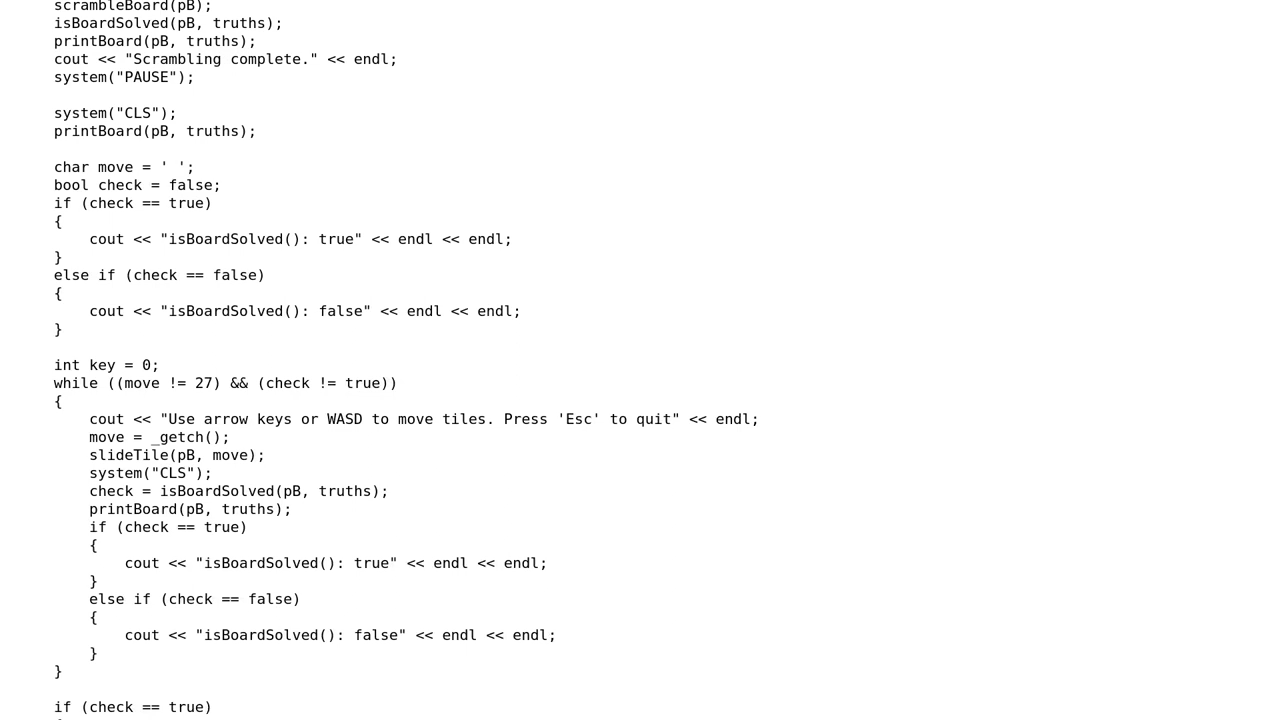 scrambleBoard(pB);
isBoardSolved(pB, truths);
printBoard(pB, truths);
cout << "Scrambling complete." << endl;
system("PAUSE");

system("CLS");
printBoard(pB, truths);

char move = ' ';
bool check = false;
if (check == true)
{
    cout << "isBoardSolved(): true" << endl << endl;
}
else if (check == false)
{
    cout << "isBoardSolved(): false" << endl << endl;
}

int key = 0;
while ((move != 27) && (check != true))
{
    cout << "Use arrow keys or WASD to move tiles. Press 'Esc' to quit" << endl;
    move = _getch();
    slideTile(pB, move);
    system("CLS");
    check = isBoardSolved(pB, truths);
    printBoard(pB, truths);
    if (check == true)
    {
        cout << "isBoardSolved(): true" << endl << endl;
    }
    else if (check == false)
    {
        cout << "isBoardSolved(): false" << endl << endl;
    }
}

if (check == true)